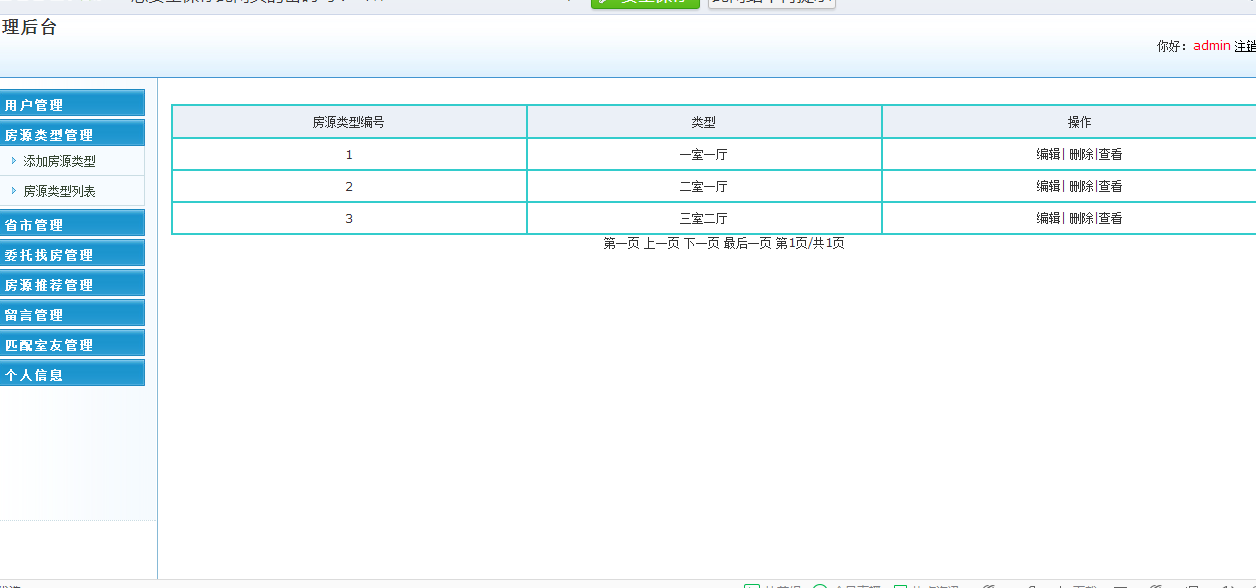 理后台
你好：admin 注销
用户管理
房源类型管理
添加房源类型
房源类型列表
省市管理
委托找房管理
房源推荐管理
留言管理
匹配室友管理
个人信息
房源类型编号 类型 操作
1 一室一厅 编辑| 删除|查看
2 二室一厅 编辑| 删除|查看
3 三室二厅 编辑| 删除|查看
第一页 上一页 下一页 最后一页 第1页/共1页